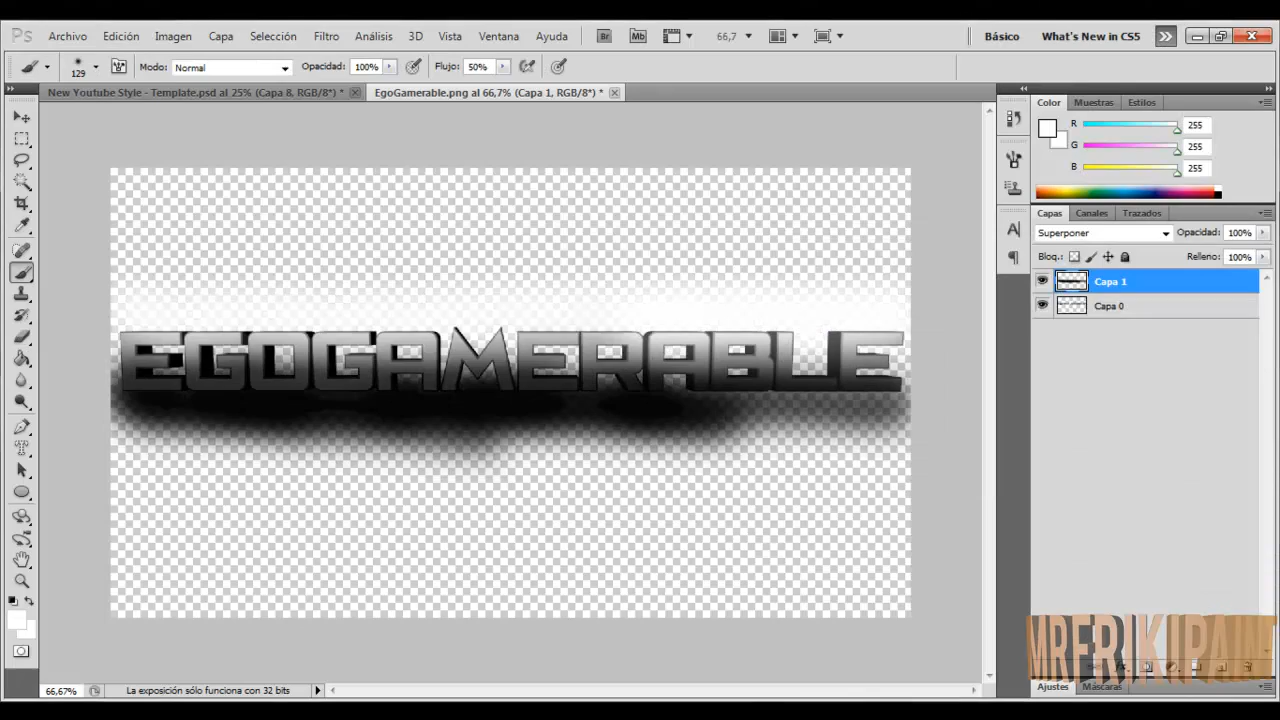 Ps Archivo Edición Imagen Capa Selección Filtro Análisis 3D Vista Ventana Ayuda Br Mb 66,7 Básico What's New in CS5
129 Modo: Normal Opacidad: 100% Flujo: 50%
New Youtube Style - Template.psd al 25% (Capa 8, RGB/8*) * EgoGamerable.png al 66,7% (Capa 1, RGB/8*) *
Color Muestras Estilos
R 255
G 255
B 255
Capas Canales Trazados
Superponer Opacidad: 100%
Bloq.: Relleno: 100%
Capa 1
Capa 0
EGOGAMERABLE
MRFRIKIPAINT
Ajustes Máscaras
66,67% La exposición sólo funciona con 32 bits